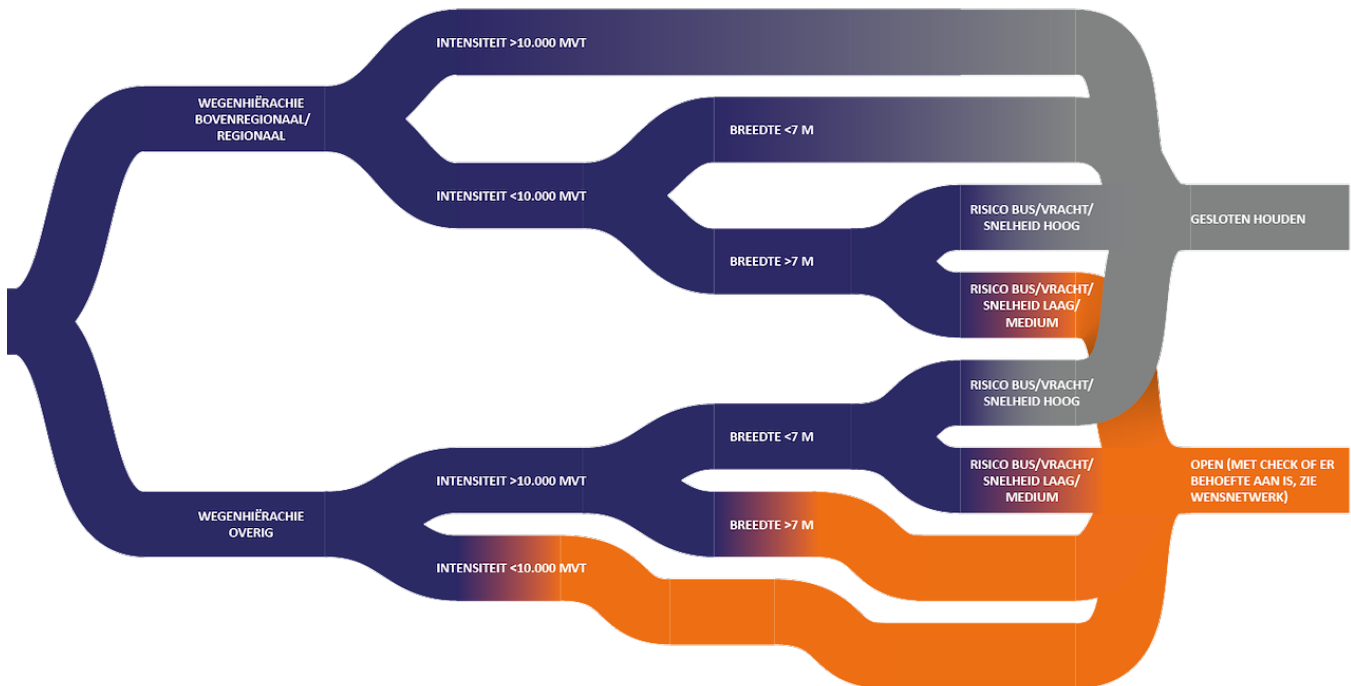 INTENSITEIT >10.000 MVT
WEGENHIËRACHIE
BOVENREGIONAAL/
REGIONAAL
BREEDTE <7 M
INTENSITEIT <10.000 MVT
RISICO BUS/VRACHT/
SNELHEID HOOG
GESLOTEN HOUDEN
BREEDTE >7 M
RISICO BUS/VRACHT/
SNELHEID LAAG/
MEDIUM
RISICO BUS/VRACHT/
SNELHEID HOOG
BREEDTE <7 M
INTENSITEIT >10.000 MVT
RISICO BUS/VRACHT/
SNELHEID LAAG/
MEDIUM
OPEN (MET CHECK OF ER
BEHOEFTE AAN IS, ZIE
WENSNETWERK)
WEGENHIËRACHIE
OVERIG
BREEDTE >7 M
INTENSITEIT <10.000 MVT